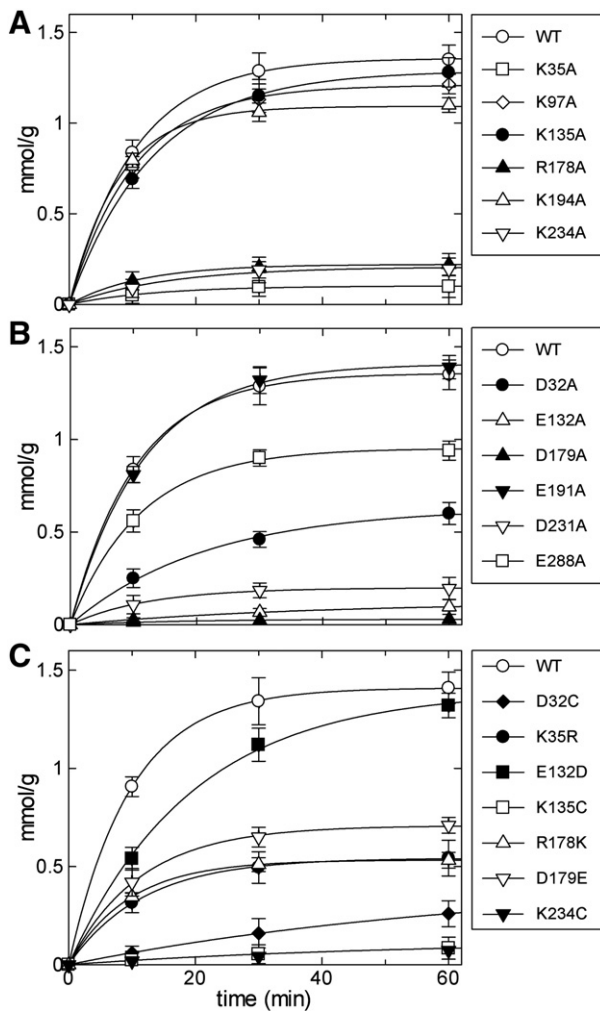 A
mmol/g
1.5
1
0.5
0
WT
K35A
K97A
K135A
R178A
K194A
K234A
B
mmol/g
1.5
1
0.5
0
WT
D32A
E132A
D179A
E191A
D231A
E288A
C
mmol/g
1.5
1
0.5
0
0 20 40 60
time (min)
WT
D32C
K35R
E132D
K135C
R178K
D179E
K234C